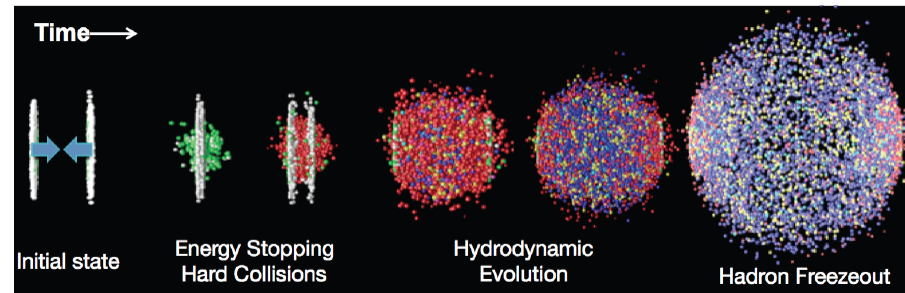 Time
Initial state
Energy Stopping
Hard Collisions
Hydrodynamic
Evolution
Hadron Freezeout